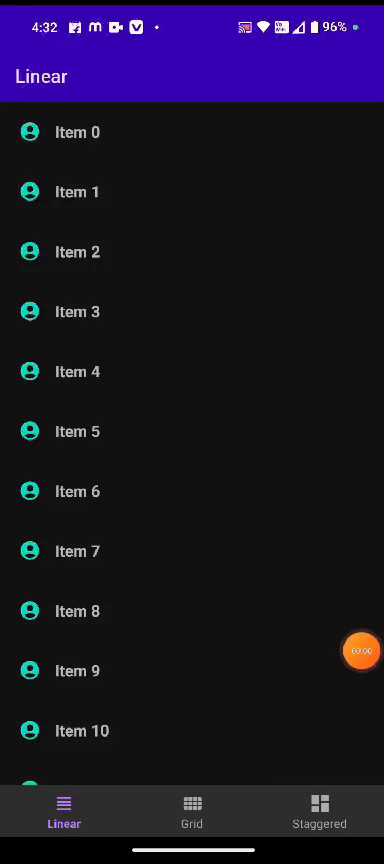 4:32
96%
Linear
Item 0
Item 1
Item 2
Item 3
Item 4
Item 5
Item 6
Item 7
Item 8
Item 9
Item 10
00:00
Linear
Grid
Staggered